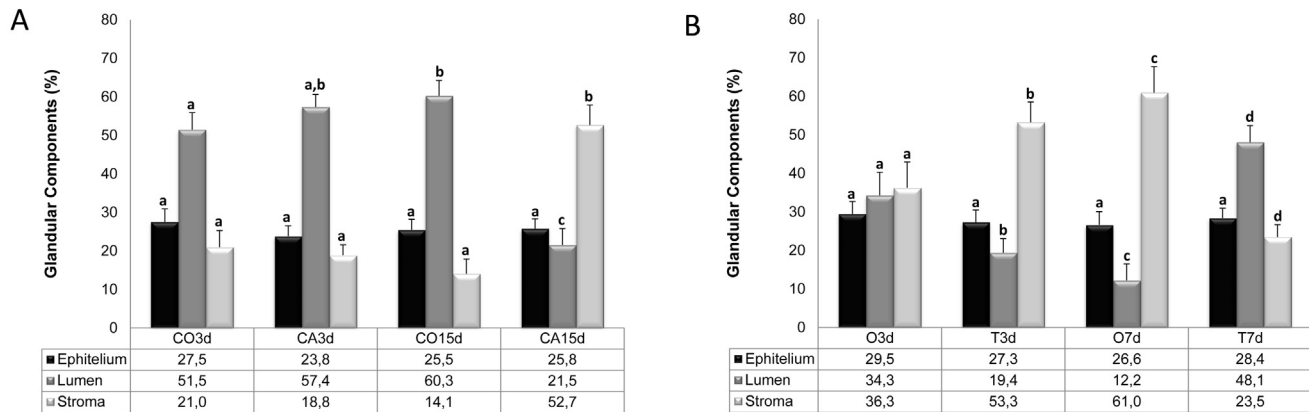 A
Glandular Components (%)
80
70
60
50
40
30
20
10
0
a
a
a
a
a,b
a
a
b
a
a
c
b
CO3d CA3d CO15d CA15d
Ephitelium 27,5 23,8 25,5 25,8
Lumen 51,5 57,4 60,3 21,5
Stroma 21,0 18,8 14,1 52,7
B
Glandular Components (%)
80
70
60
50
40
30
20
10
0
a
a
a
a
b
b
a
c
c
a
d
d
O3d T3d O7d T7d
Ephitelium 29,5 27,3 26,6 28,4
Lumen 34,3 19,4 12,2 48,1
Stroma 36,3 53,3 61,0 23,5